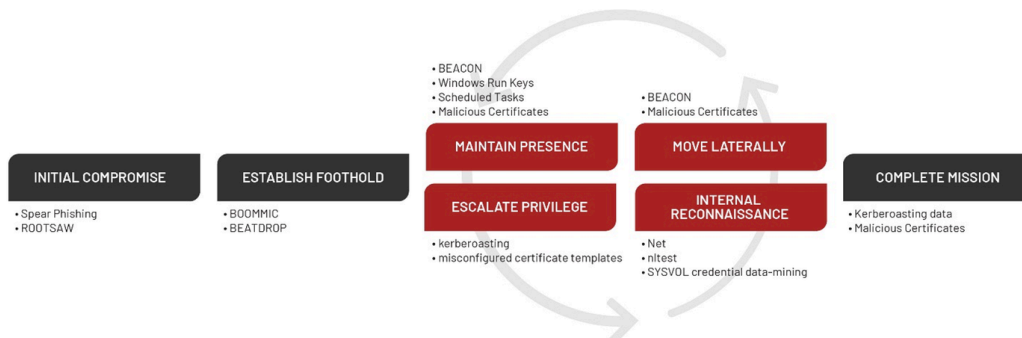 INITIAL COMPROMISE
• Spear Phishing
• ROOTSAW
ESTABLISH FOOTHOLD
• BOOMMIC
• BEATDROP
• BEACON
• Windows Run Keys
• Scheduled Tasks
• Malicious Certificates
MAINTAIN PRESENCE
• BEACON
• Malicious Certificates
MOVE LATERALLY
ESCALATE PRIVILEGE
• kerberoasting
• misconfigured certificate templates
INTERNAL
RECONNAISSANCE
• Net
• nltest
• SYSVOL credential data-mining
COMPLETE MISSION
• Kerberoasting data
• Malicious Certificates